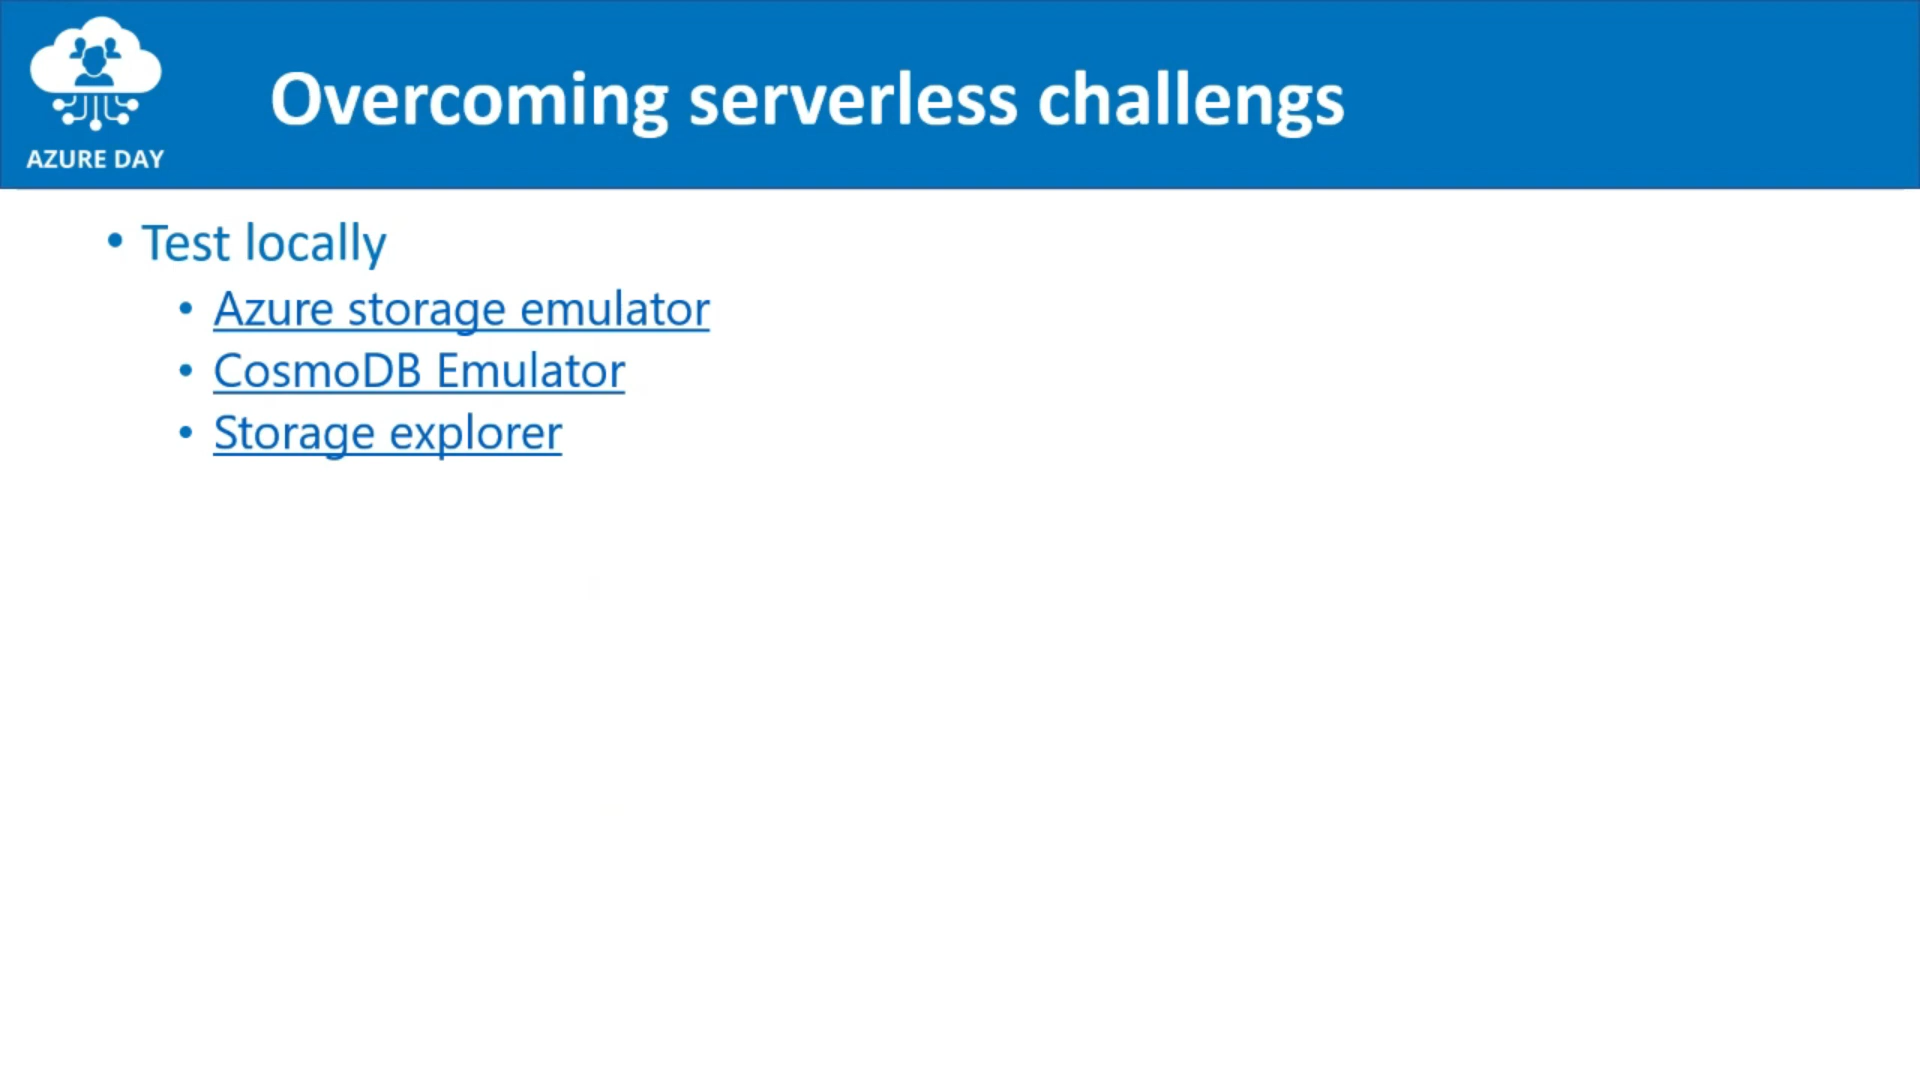 AZURE DAY
Overcoming serverless challengs
• Test locally
• Azure storage emulator
• CosmoDB Emulator
• Storage explorer